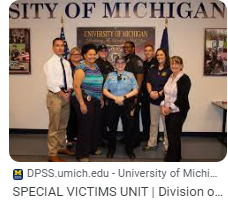 SITY OF MICHIGAN
UNIVERSITY OF MICHIGAN
DPSS.umich.edu - University of Michi...
SPECIAL VICTIMS UNIT | Division o...